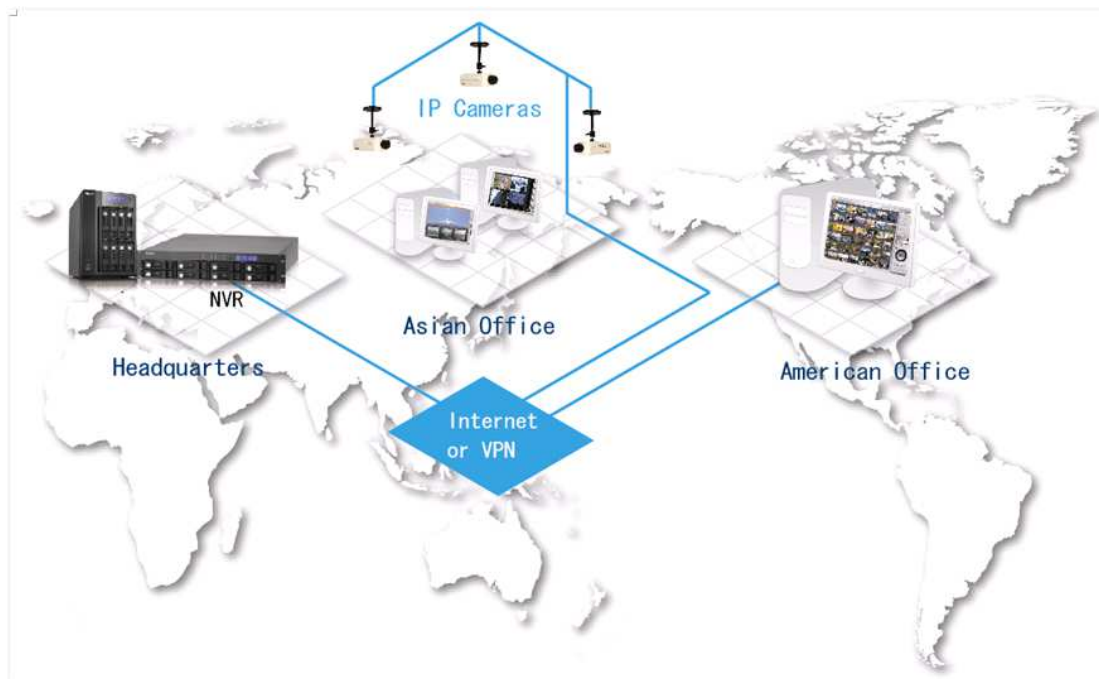 IP Cameras
NVR
Asian Office
Headquarters
American Office
Internet
or VPN